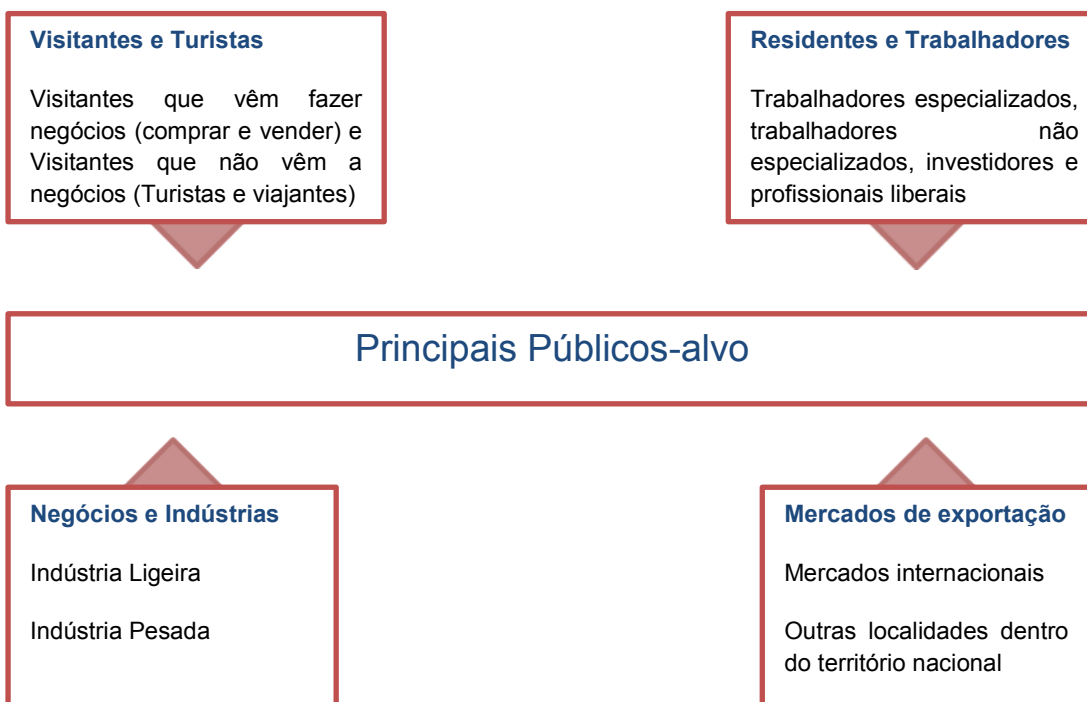 Visitantes e Turistas
Visitantes que vêm fazer
negócios (comprar e vender) e
Visitantes que não vêm a
negócios (Turistas e viajantes)
Residentes e Trabalhadores
Trabalhadores especializados,
trabalhadores não
especializados, investidores e
profissionais liberais
Principais Públicos-alvo
Negócios e Indústrias
Indústria Ligeira
Indústria Pesada
Mercados de exportação
Mercados internacionais
Outras localidades dentro
do território nacional